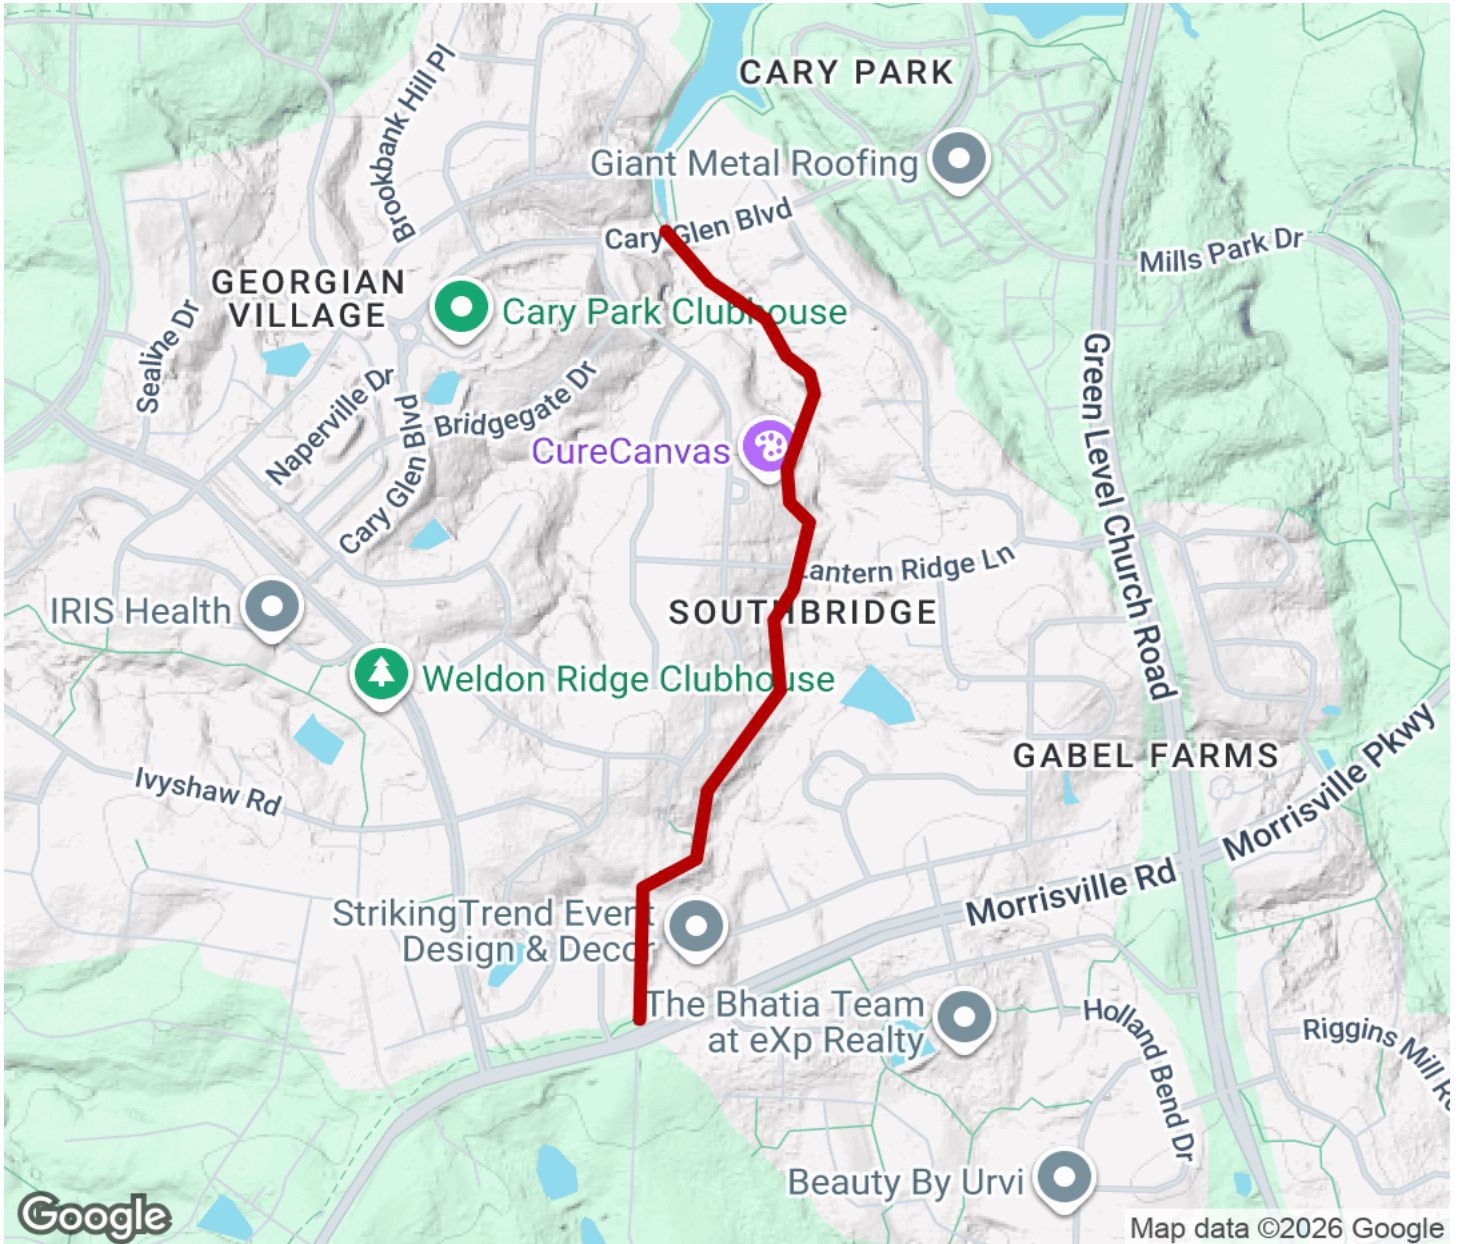 CARY PARK
Brookbank Hill Pl
Giant Metal Roofing
Cary Glen Blvd
Mills Park Dr
GEORGIAN
VILLAGE
Cary Park Clubhouse
Sealine Dr
Naperville Dr
Bridgegate Dr
Green Level Church Road
CureCanvas
Cary Glen Blvd
Lantern Ridge Ln
IRIS Health
SOUTHBRIDGE
Weldon Ridge Clubhouse
GABEL FARMS
Morrisville Pkwy
Ivyshaw Rd
Morrisville Rd
StrikingTrend Event
Design & Decor
The Bhatia Team
at eXp Realty
Holland Bend Dr
Riggins Mill R
Beauty By Urvi
Google
Map data ©2026 Google